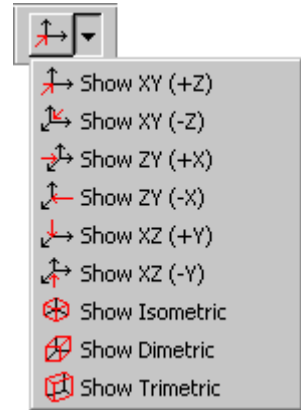 Show XY (+Z)
Show XY (-Z)
Show ZY (+X)
Show ZY (-X)
Show XZ (+Y)
Show XZ (-Y)
Show Isometric
Show Dimetric
Show Trimetric